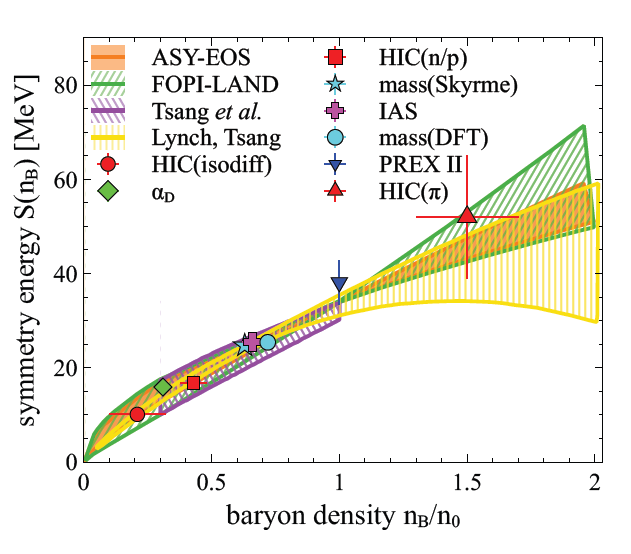 ASY-EOS
FOPI-LAND
Tsang et al.
Lynch, Tsang
HIC(isodiff)
α_D
HIC(n/p)
mass(Skyrme)
IAS
mass(DFT)
PREX II
HIC(π)
symmetry energy S(n_B) [MeV]
80
60
40
20
0
0
0.5
1
1.5
2
baryon density n_B/n_0